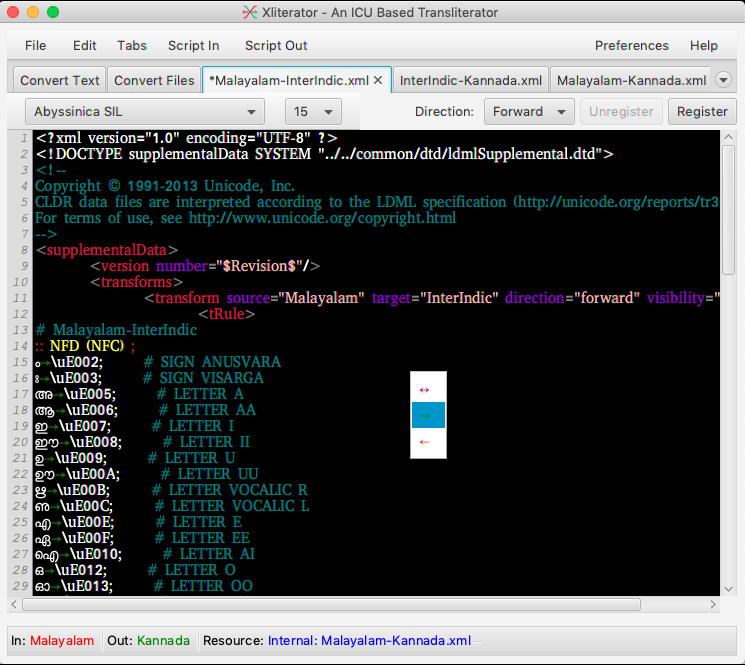 Xliterator - An ICU Based Transliterator
File Edit Tabs Script In Script Out Preferences Help
Convert Text Convert Files *Malayalam-InterIndic.xml InterIndic-Kannada.xml Malayalam-Kannada.xml
Abyssinica SIL 15 Direction: Forward Unregister Register
1 <?xml version="1.0" encoding="UTF-8" ?>
2 <!DOCTYPE supplementalData SYSTEM "../../common/dtd/ldmlSupplemental.dtd">
3 <!--
4 Copyright © 1991-2013 Unicode, Inc.
5 CLDR data files are interpreted according to the LDML specification (http://unicode.org/reports/tr3
6 For terms of use, see http://www.unicode.org/copyright.html
7 -->
8 <supplementalData>
9 <version number="$Revision$"/>
10 <transforms>
11 <transform source="Malayalam" target="InterIndic" direction="forward" visibility="
12 <tRule>
13 # Malayalam-InterIndic
14 :: NFD (NFC) ;
15 ം→\uE002; # SIGN ANUSVARA
16 ഃ→\uE003; # SIGN VISARGA
17 അ→\uE005; # LETTER A
18 ആ→\uE006; # LETTER AA
19 ഇ→\uE007; # LETTER I
20 ഈ→\uE008; # LETTER II
21 ഉ→\uE009; # LETTER U
22 ഊ→\uE00A; # LETTER UU
23 ഋ→\uE00B; # LETTER VOCALIC R
24 ഌ→\uE00C; # LETTER VOCALIC L
25 എ→\uE00E; # LETTER E
26 ഏ→\uE00F; # LETTER EE
27 ഐ→\uE010; # LETTER AI
28 ഒ→\uE012; # LETTER O
29 ഓ→\uE013; # LETTER OO
↔
→
←
In: Malayalam Out: Kannada Resource: Internal: Malayalam-Kannada.xml